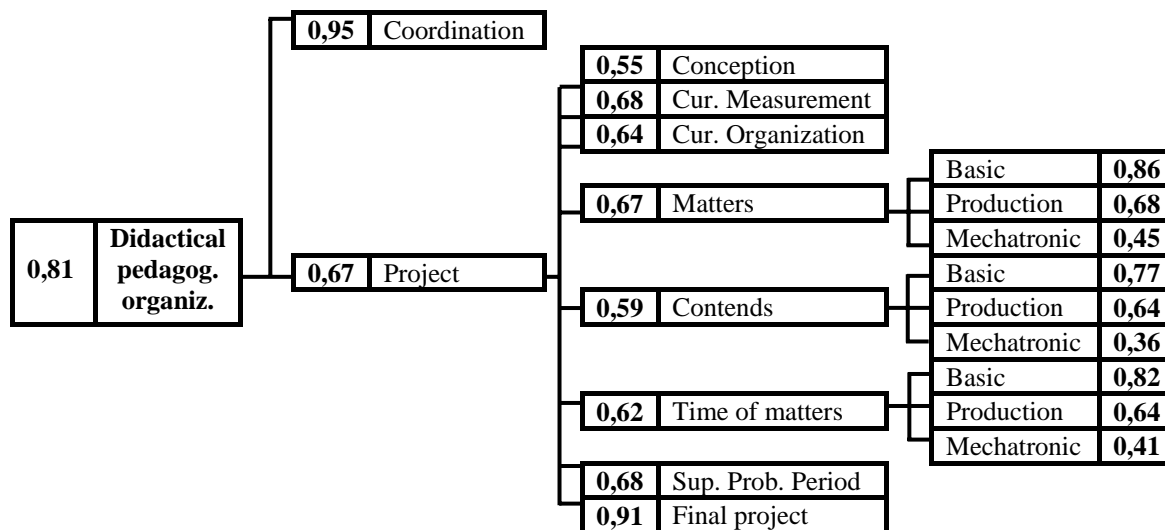 0,95 Coordination
0,55 Conception
0,68 Cur. Measurement
0,64 Cur. Organization
Basic 0,86
0,67 Matters
Production 0,68
Mechatronic 0,45
0,81 Didactical
pedagog.
organiz.
0,67 Project
Basic 0,77
0,59 Contends
Production 0,64
Mechatronic 0,36
Basic 0,82
0,62 Time of matters
Production 0,64
Mechatronic 0,41
0,68 Sup. Prob. Period
0,91 Final project